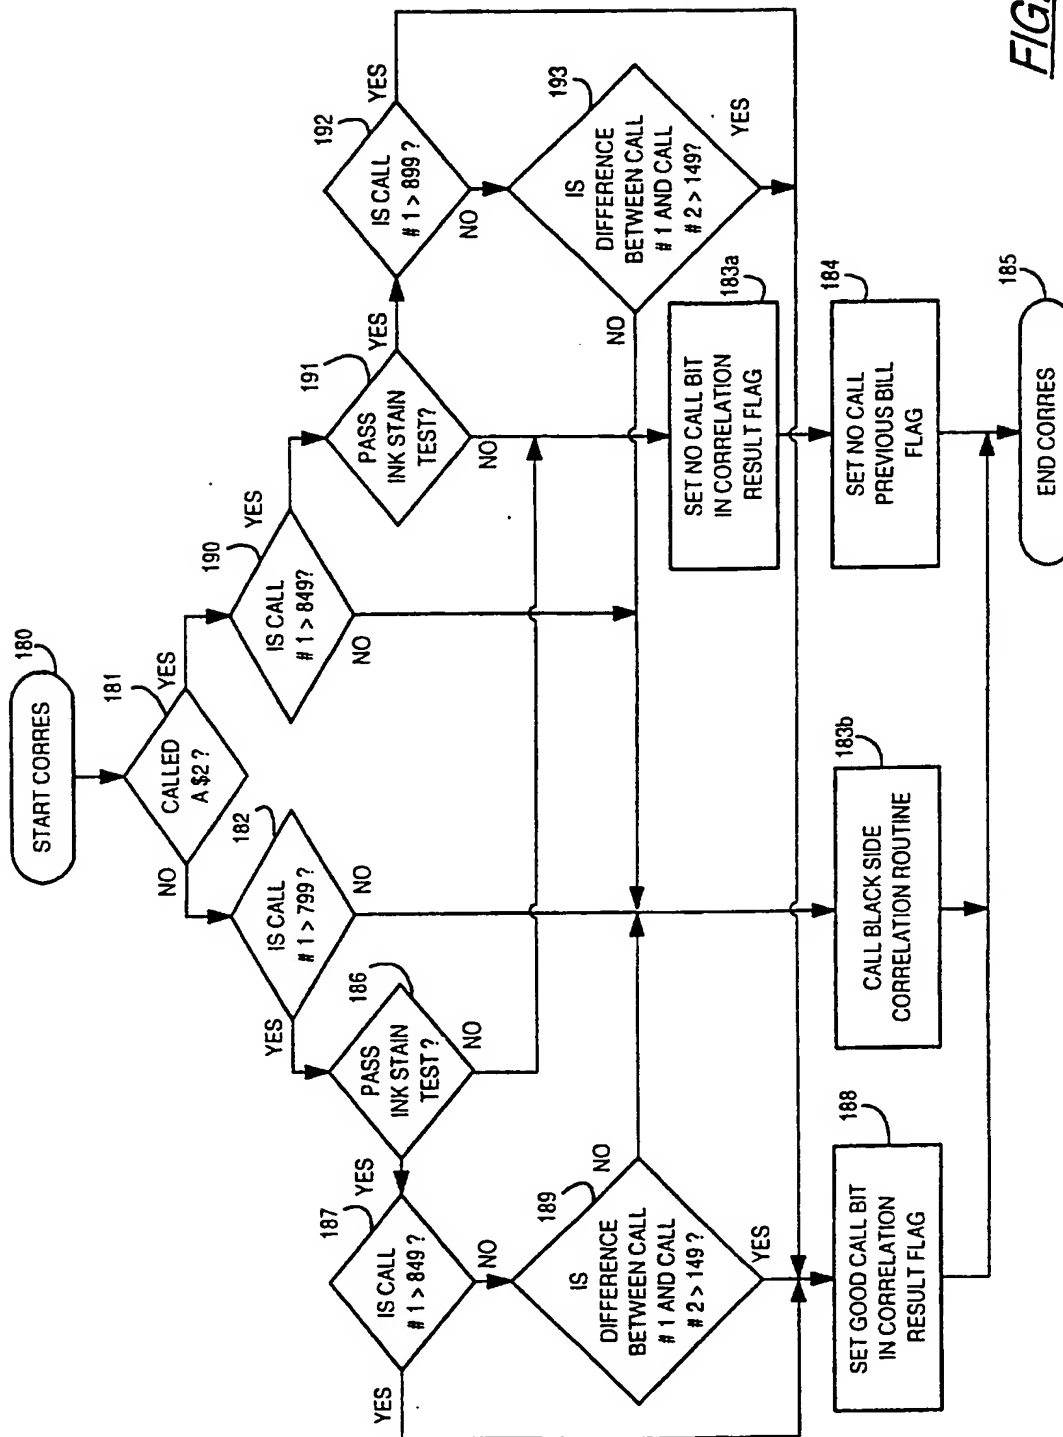 START CORRES
180
CALLED
A $2 ?
181
NO
YES
IS CALL
# 1 > 799 ?
182
YES
NO
IS CALL
# 1 > 849?
190
YES
NO
PASS
INK STAIN
TEST ?
186
YES
NO
PASS
INK STAIN
TEST?
191
YES
NO
IS CALL
# 1 > 849 ?
187
YES
NO
IS CALL
# 1 > 899 ?
192
YES
NO
IS
DIFFERENCE
BETWEEN CALL
# 1 AND CALL
# 2 > 149 ?
189
NO
YES
IS
DIFFERENCE
BETWEEN CALL
# 1 AND CALL
# 2 > 149?
193
NO
YES
SET NO CALL BIT
IN CORRELATION
RESULT FLAG
183a
SET GOOD CALL BIT
IN CORRELATION
RESULT FLAG
188
CALL BLACK SIDE
CORRELATION ROUTINE
183b
SET NO CALL
PREVIOUS BILL
FLAG
184
END CORRES
185
FIG.